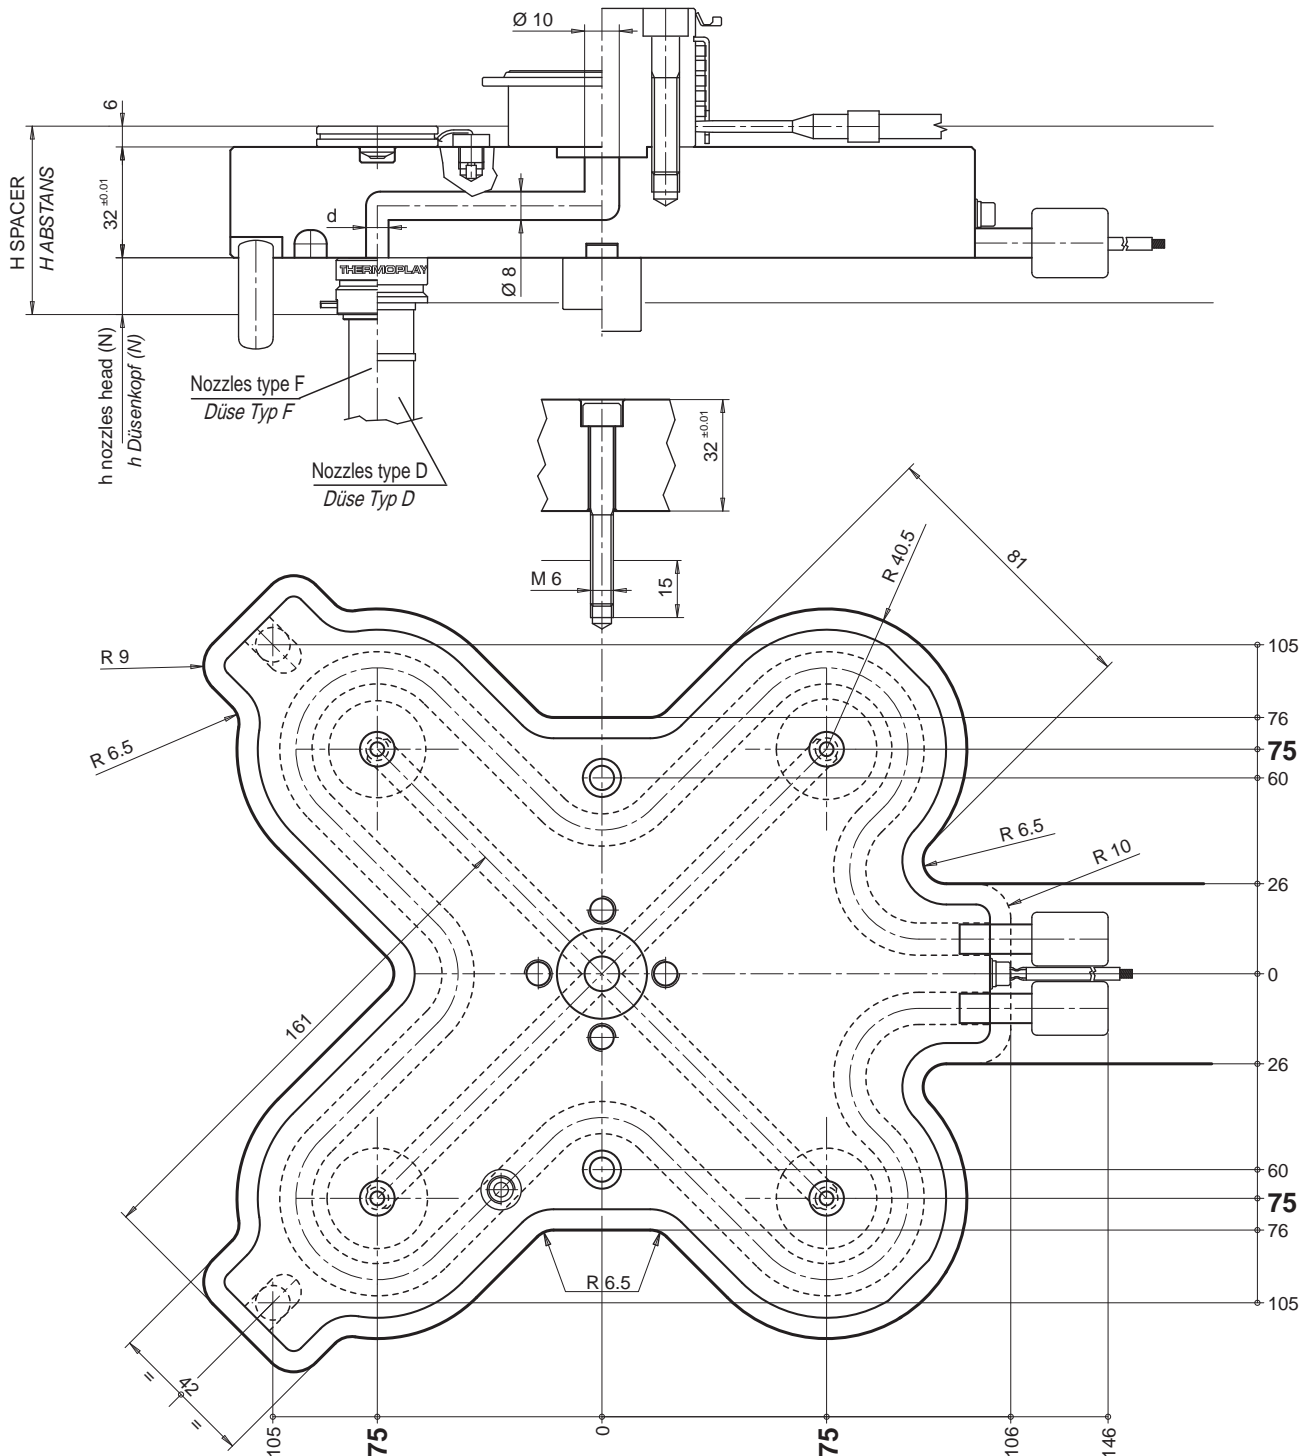 Ø 10
6
32 ±0.01
H SPACER
H ABSTANS
d
Ø 8
THERMOPLAY
h nozzles head (N)
h Düsenkopf (N)
Nozzles type F
Düse Typ F
Nozzles type D
Düse Typ D
32 ±0.01
M 6
15
R 40.5
81
R 9
R 6.5
105
76
75
60
R 6.5
R 10
26
0
161
26
60
75
76
R 6.5
105
=
42
=
105
75
0
75
106
146